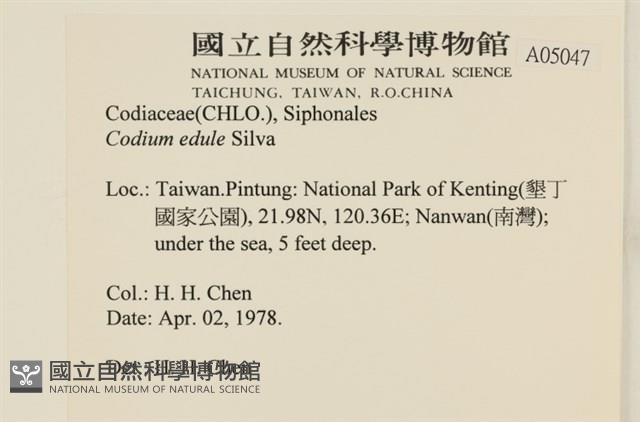 國立自然科學博物館
NATIONAL MUSEUM OF NATURAL SCIENCE
TAICHUNG, TAIWAN, R.O.CHINA
A05047
Codiaceae(CHLO.), Siphonales
Codium edule Silva
Loc.: Taiwan.Pintung: National Park of Kenting(墾丁
國家公園), 21.98N, 120.36E; Nanwan(南灣);
under the sea, 5 feet deep.
Col.: H. H. Chen
Date: Apr. 02, 1978.
Det.: H. H. Chen
國立自然科學博物館
NATIONAL MUSEUM OF NATURAL SCIENCE